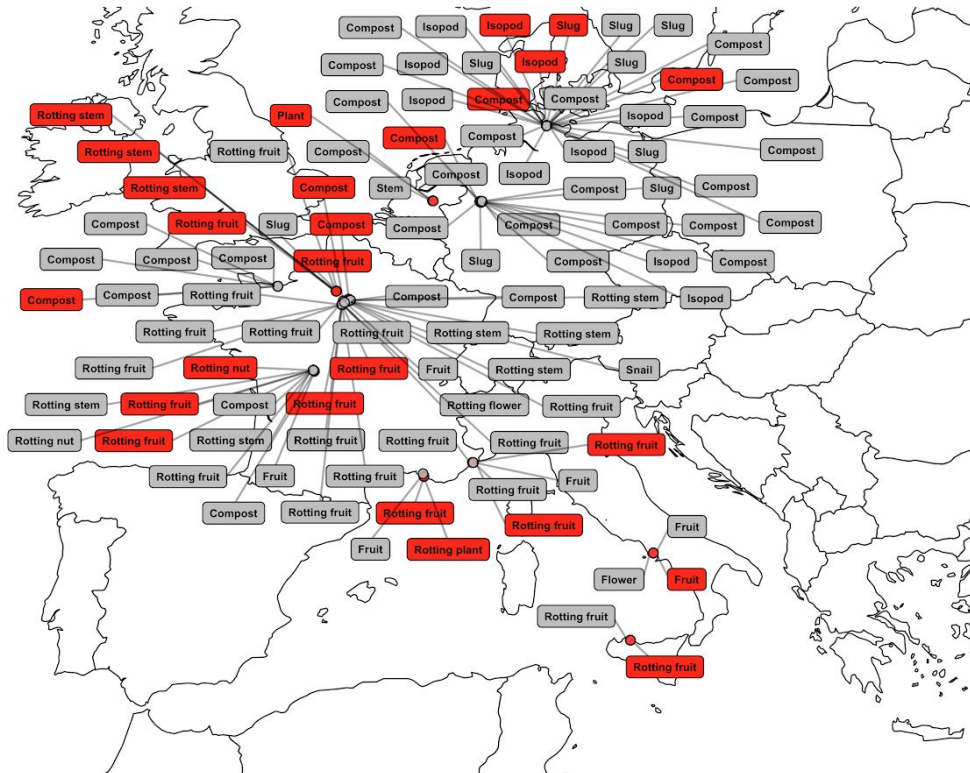 Compost
Isopod
Isopod
Slug
Slug
Slug
Compost
Compost
Isopod
Slug
Isopod
Slug
Compost
Compost
Compost
Isopod
Compost
Compost
Isopod
Compost
Rotting stem
Plant
Compost
Compost
Rotting stem
Rotting fruit
Compost
Isopod
Slug
Compost
Compost
Isopod
Rotting stem
Compost
Stem
Compost
Slug
Compost
Compost
Rotting fruit
Slug
Compost
Compost
Compost
Compost
Compost
Compost
Compost
Compost
Compost
Rotting fruit
Slug
Compost
Isopod
Compost
Compost
Compost
Rotting fruit
Compost
Compost
Rotting stem
Isopod
Rotting fruit
Rotting fruit
Rotting fruit
Rotting stem
Rotting stem
Rotting fruit
Rotting nut
Rotting fruit
Fruit
Rotting stem
Snail
Rotting stem
Rotting fruit
Compost
Rotting fruit
Rotting flower
Rotting fruit
Rotting nut
Rotting fruit
Rotting stem
Rotting fruit
Rotting fruit
Rotting fruit
Rotting fruit
Rotting fruit
Fruit
Rotting fruit
Rotting fruit
Fruit
Compost
Rotting fruit
Rotting fruit
Rotting fruit
Fruit
Fruit
Rotting plant
Flower
Fruit
Rotting fruit
Rotting fruit